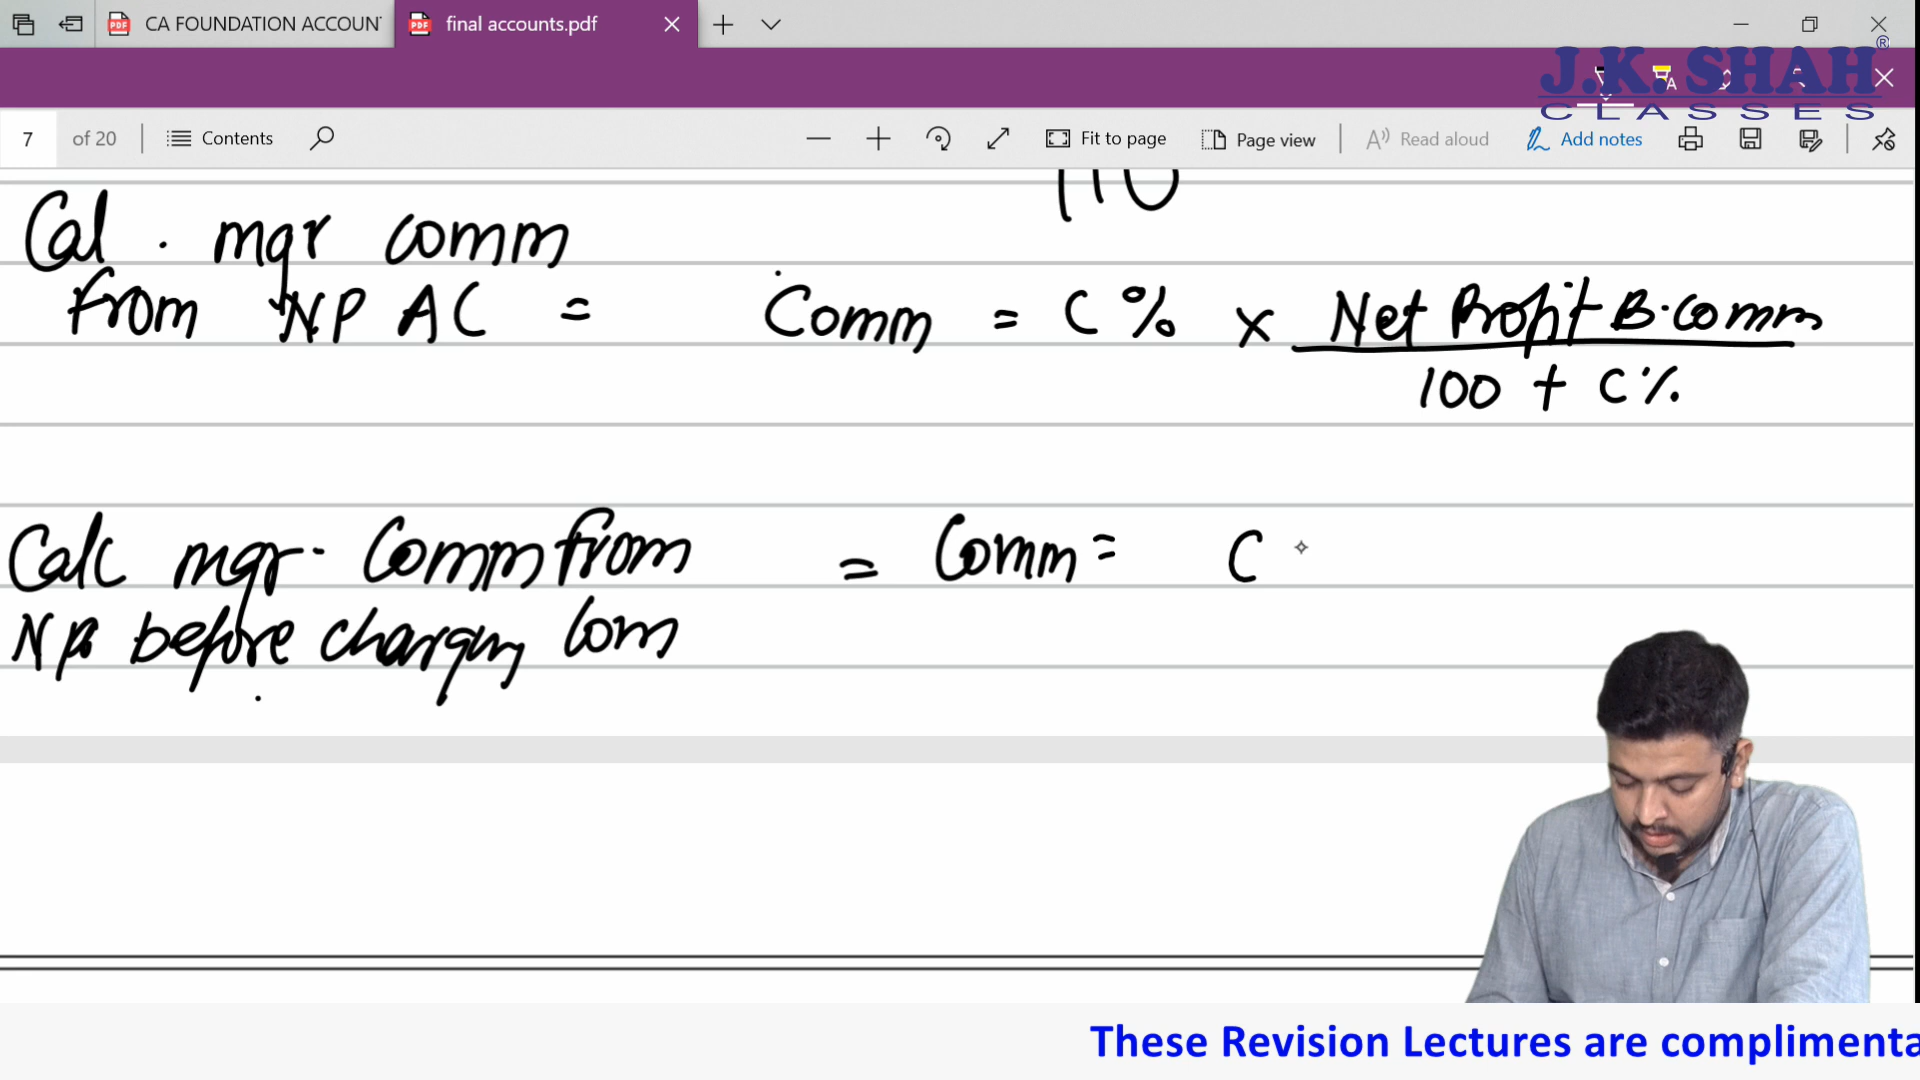 CA FOUNDATION ACCOUN
final accounts.pdf
J.K. SHAH®
CLASSES
7 of 20 Contents Fit to page Page view Read aloud Add notes
110
Cal. mgr comm
from NP AC = Comm = C% x Net Profit B. comm
100 + C%
Calc mgr. Comm from = Comm = C
NP before charging Com
These Revision Lectures are complimenta